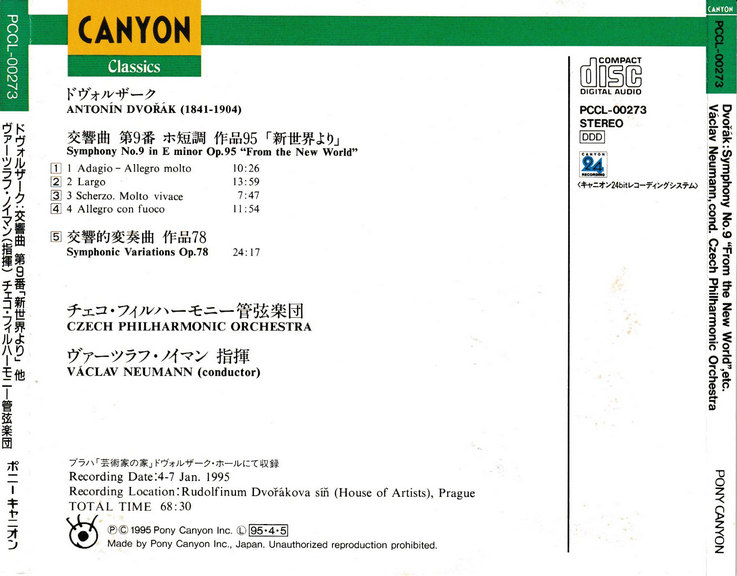 PCCL-00273
ドヴォルザーク:交響曲 第9番「新世界より」他
ヴァーツラフ・ノイマン(指揮) チェコ・フィルハーモニー管弦楽団
ポニーキャニオン
CANYON
Classics
ドヴォルザーク
ANTONÍN DVOŘÁK (1841-1904)
交響曲 第9番 ホ短調 作品95「新世界より」
Symphony No.9 in E minor Op.95 “From the New World”
1 1 Adagio – Allegro molto 10:26
2 2 Largo 13:59
3 3 Scherzo. Molto vivace 7:47
4 4 Allegro con fuoco 11:54
5 交響的変奏曲 作品78
Symphonic Variations Op.78 24:17
チェコ・フィルハーモニー管弦楽団
CZECH PHILHARMONIC ORCHESTRA
ヴァーツラフ・ノイマン 指揮
VÁCLAV NEUMANN (conductor)
プラハ「芸術家の家」ドヴォルザーク・ホールにて収録
Recording Date:4-7 Jan. 1995
Recording Location:Rudolfinum Dvořákova síň (House of Artists), Prague
TOTAL TIME 68:30
Ⓟ Ⓒ 1995 Pony Canyon Inc. Ⓛ 95・4・5
Made by Pony Canyon Inc., Japan. Unauthorized reproduction prohibited.
COMPACT
disc
DIGITAL AUDIO
PCCL-00273
STEREO
DDD
CANYON
24
RECORDING
〈キャニオン24bitレコーディングシステム〉
CANYON
PCCL-00273
Dvořák:Symphony No.9 “From the New World”,etc.
Václav Neumann,cond. Czech Philharmonic Orchestra
PONY CANYON